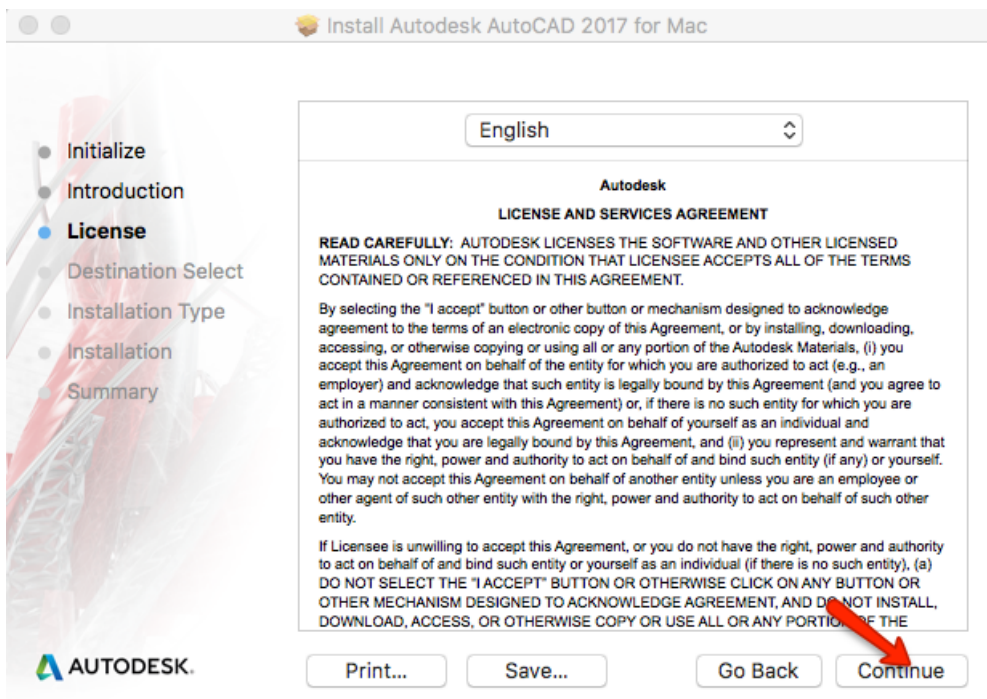 Install Autodesk AutoCAD 2017 for Mac
Initialize
Introduction
License
Destination Select
Installation Type
Installation
Summary
English
Autodesk
LICENSE AND SERVICES AGREEMENT
READ CAREFULLY: AUTODESK LICENSES THE SOFTWARE AND OTHER LICENSED
MATERIALS ONLY ON THE CONDITION THAT LICENSEE ACCEPTS ALL OF THE TERMS
CONTAINED OR REFERENCED IN THIS AGREEMENT.
By selecting the "I accept" button or other button or mechanism designed to acknowledge
agreement to the terms of an electronic copy of this Agreement, or by installing, downloading,
accessing, or otherwise copying or using all or any portion of the Autodesk Materials, (i) you
accept this Agreement on behalf of the entity for which you are authorized to act (e.g., an
employer) and acknowledge that such entity is legally bound by this Agreement (and you agree to
act in a manner consistent with this Agreement) or, if there is no such entity for which you are
authorized to act, you accept this Agreement on behalf of yourself as an individual and
acknowledge that you are legally bound by this Agreement, and (ii) you represent and warrant that
you have the right, power and authority to act on behalf of and bind such entity (if any) or yourself.
You may not accept this Agreement on behalf of another entity unless you are an employee or
other agent of such other entity with the right, power and authority to act on behalf of such other
entity.
If Licensee is unwilling to accept this Agreement, or you do not have the right, power and authority
to act on behalf of and bind such entity or yourself as an individual (if there is no such entity), (a)
DO NOT SELECT THE "I ACCEPT" BUTTON OR OTHERWISE CLICK ON ANY BUTTON OR
OTHER MECHANISM DESIGNED TO ACKNOWLEDGE AGREEMENT, AND DO NOT INSTALL,
DOWNLOAD, ACCESS, OR OTHERWISE COPY OR USE ALL OR ANY PORTION OF THE
AUTODESK.
Print...
Save...
Go Back
Continue